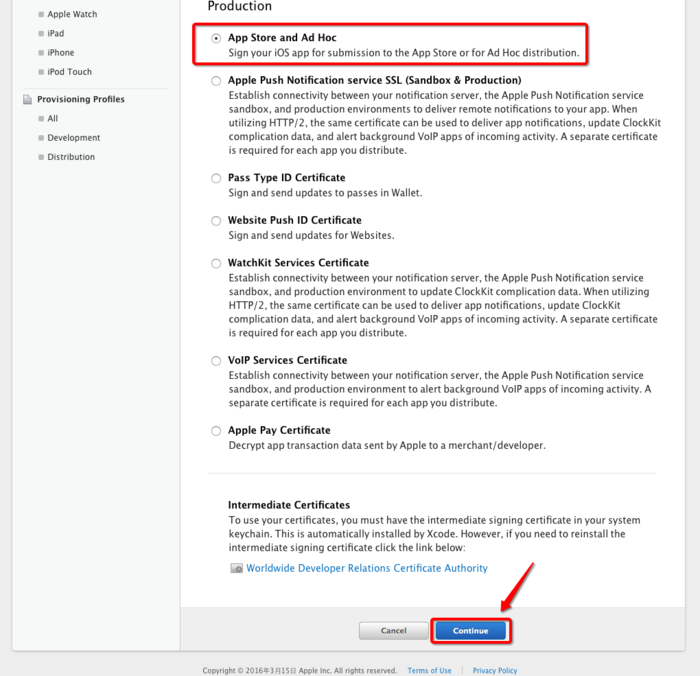 Apple Watch
iPad
iPhone
iPod Touch
Provisioning Profiles
All
Development
Distribution
Production
App Store and Ad Hoc
Sign your iOS app for submission to the App Store or for Ad Hoc distribution.
Apple Push Notification service SSL (Sandbox & Production)
Establish connectivity between your notification server, the Apple Push Notification service
sandbox, and production environments to deliver remote notifications to your app. When
utilizing HTTP/2, the same certificate can be used to deliver app notifications, update ClockKit
complication data, and alert background VoIP apps of incoming activity. A separate certificate
is required for each app you distribute.
Pass Type ID Certificate
Sign and send updates to passes in Wallet.
Website Push ID Certificate
Sign and send updates for Websites.
WatchKit Services Certificate
Establish connectivity between your notification server, the Apple Push Notification service
sandbox, and production environment to update ClockKit complication data. When utilizing
HTTP/2, the same certificate can be used to deliver app notifications, update ClockKit
complication data, and alert background VoIP apps of incoming activity. A separate certificate
is required for each app you distribute.
VoIP Services Certificate
Establish connectivity between your notification server, the Apple Push Notification service
sandbox, and production environment to alert background VoIP apps of incoming activity. A
separate certificate is required for each app you distribute.
Apple Pay Certificate
Decrypt app transaction data sent by Apple to a merchant/developer.
Intermediate Certificates
To use your certificates, you must have the intermediate signing certificate in your system
keychain. This is automatically installed by Xcode. However, if you need to reinstall the
intermediate signing certificate click the link below:
Worldwide Developer Relations Certificate Authority
Cancel
Continue
Copyright © 2016年3月15日 Apple Inc. All rights reserved. Terms of Use | Privacy Policy